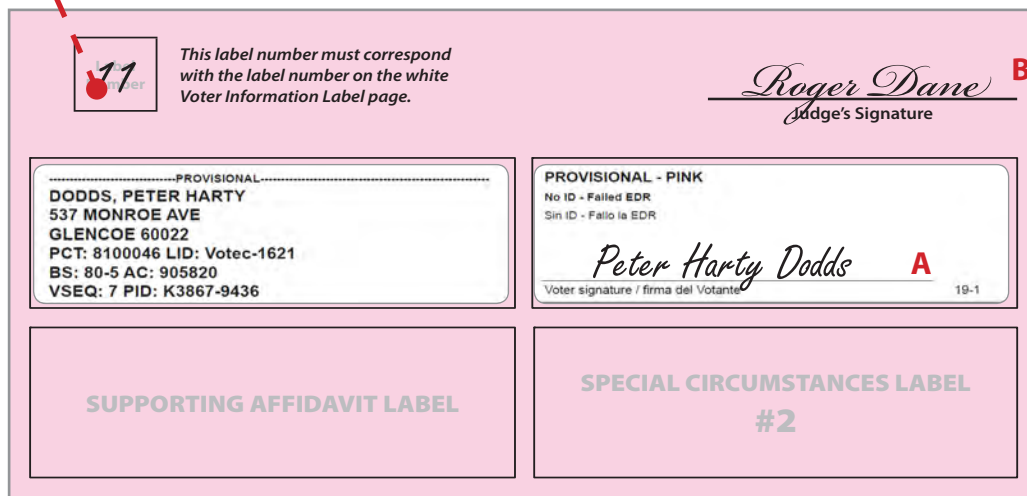 Label
Number
11
This label number must correspond
with the label number on the white
Voter Information Label page.
Roger Dane
Judge's Signature
B
-----------------------------PROVISIONAL-----------------------------------------------------
DODDS, PETER HARTY
537 MONROE AVE
GLENCOE 60022
PCT: 8100046 LID: Votec-1621
BS: 80-5 AC: 905820
VSEQ: 7 PID: K3867-9436
PROVISIONAL - PINK
No ID - Failed EDR
Sin ID - Fallo la EDR
Peter Harty Dodds
A
Voter signature / firma del Votante 19-1
SUPPORTING AFFIDAVIT LABEL
SPECIAL CIRCUMSTANCES LABEL
#2